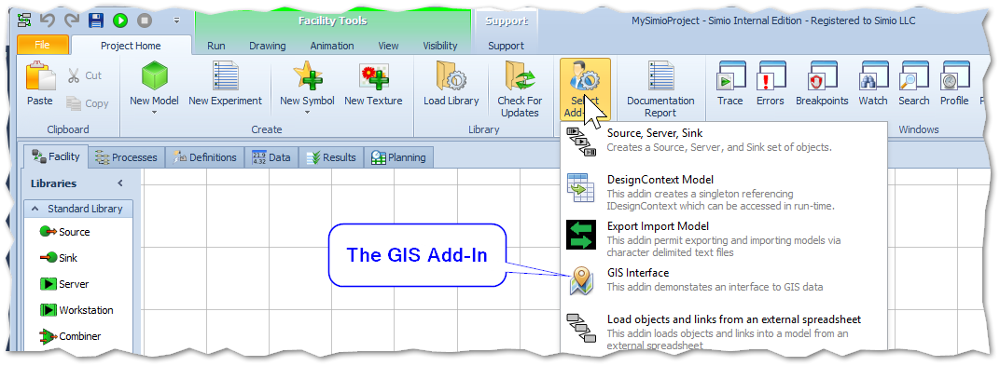 Facility Tools
Support
MySimioProject - Simio Internal Edition - Registered to Simio LLC
File
Project Home
Run
Drawing
Animation
View
Visibility
Support
Paste
Cut
Copy
New Model
New Experiment
New Symbol
New Texture
Load Library
Check For
Updates
Select
Add-
Documentation
Report
Trace
Errors
Breakpoints
Watch
Search
Profile
Clipboard
Create
Library
Windows
Facility
Processes
Definitions
21.9
4.32
Data
Results
Planning
Libraries
Standard Library
Source
Sink
Server
Workstation
Combiner
The GIS Add-In
Source, Server, Sink
Creates a Source, Server, and Sink set of objects.
DesignContext Model
This addin creates a singleton referencing
IDesignContext which can be accessed in run-time.
Export Import Model
This addin permit exporting and importing models via
character delimited text files
GIS Interface
This addin demonstates an interface to GIS data
Load objects and links from an external spreadsheet
This addin loads objects and links into a model from an
external spreadsheet